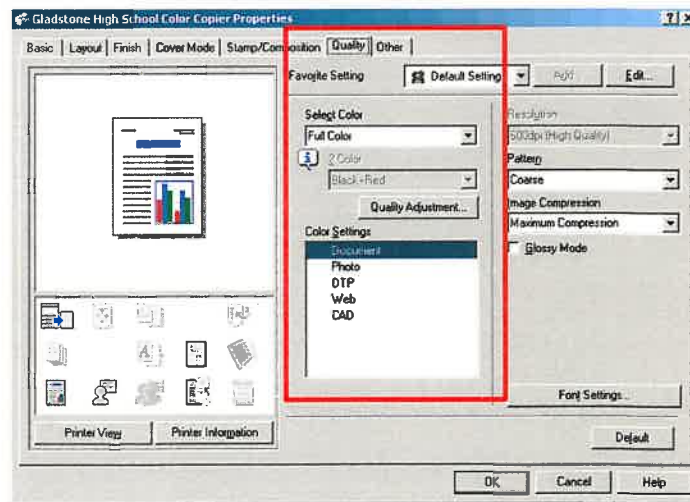 Gladstone High School Color Copier Properties
Basic Layout Finish Cover Mode Stamp/Composition Quality Other
Favorite Setting Default Setting Add Edit...
Select Color
Full Color
2 Color
Black+Red
Quality Adjustment...
Color Settings
Document
Photo
DTP
Web
CAD
Resolution
600dpi (High Quality)
Pattern
Coarse
Image Compression
Maximum Compression
Glossy Mode
Font Settings...
Printer View Printer Information
Default
OK Cancel Help